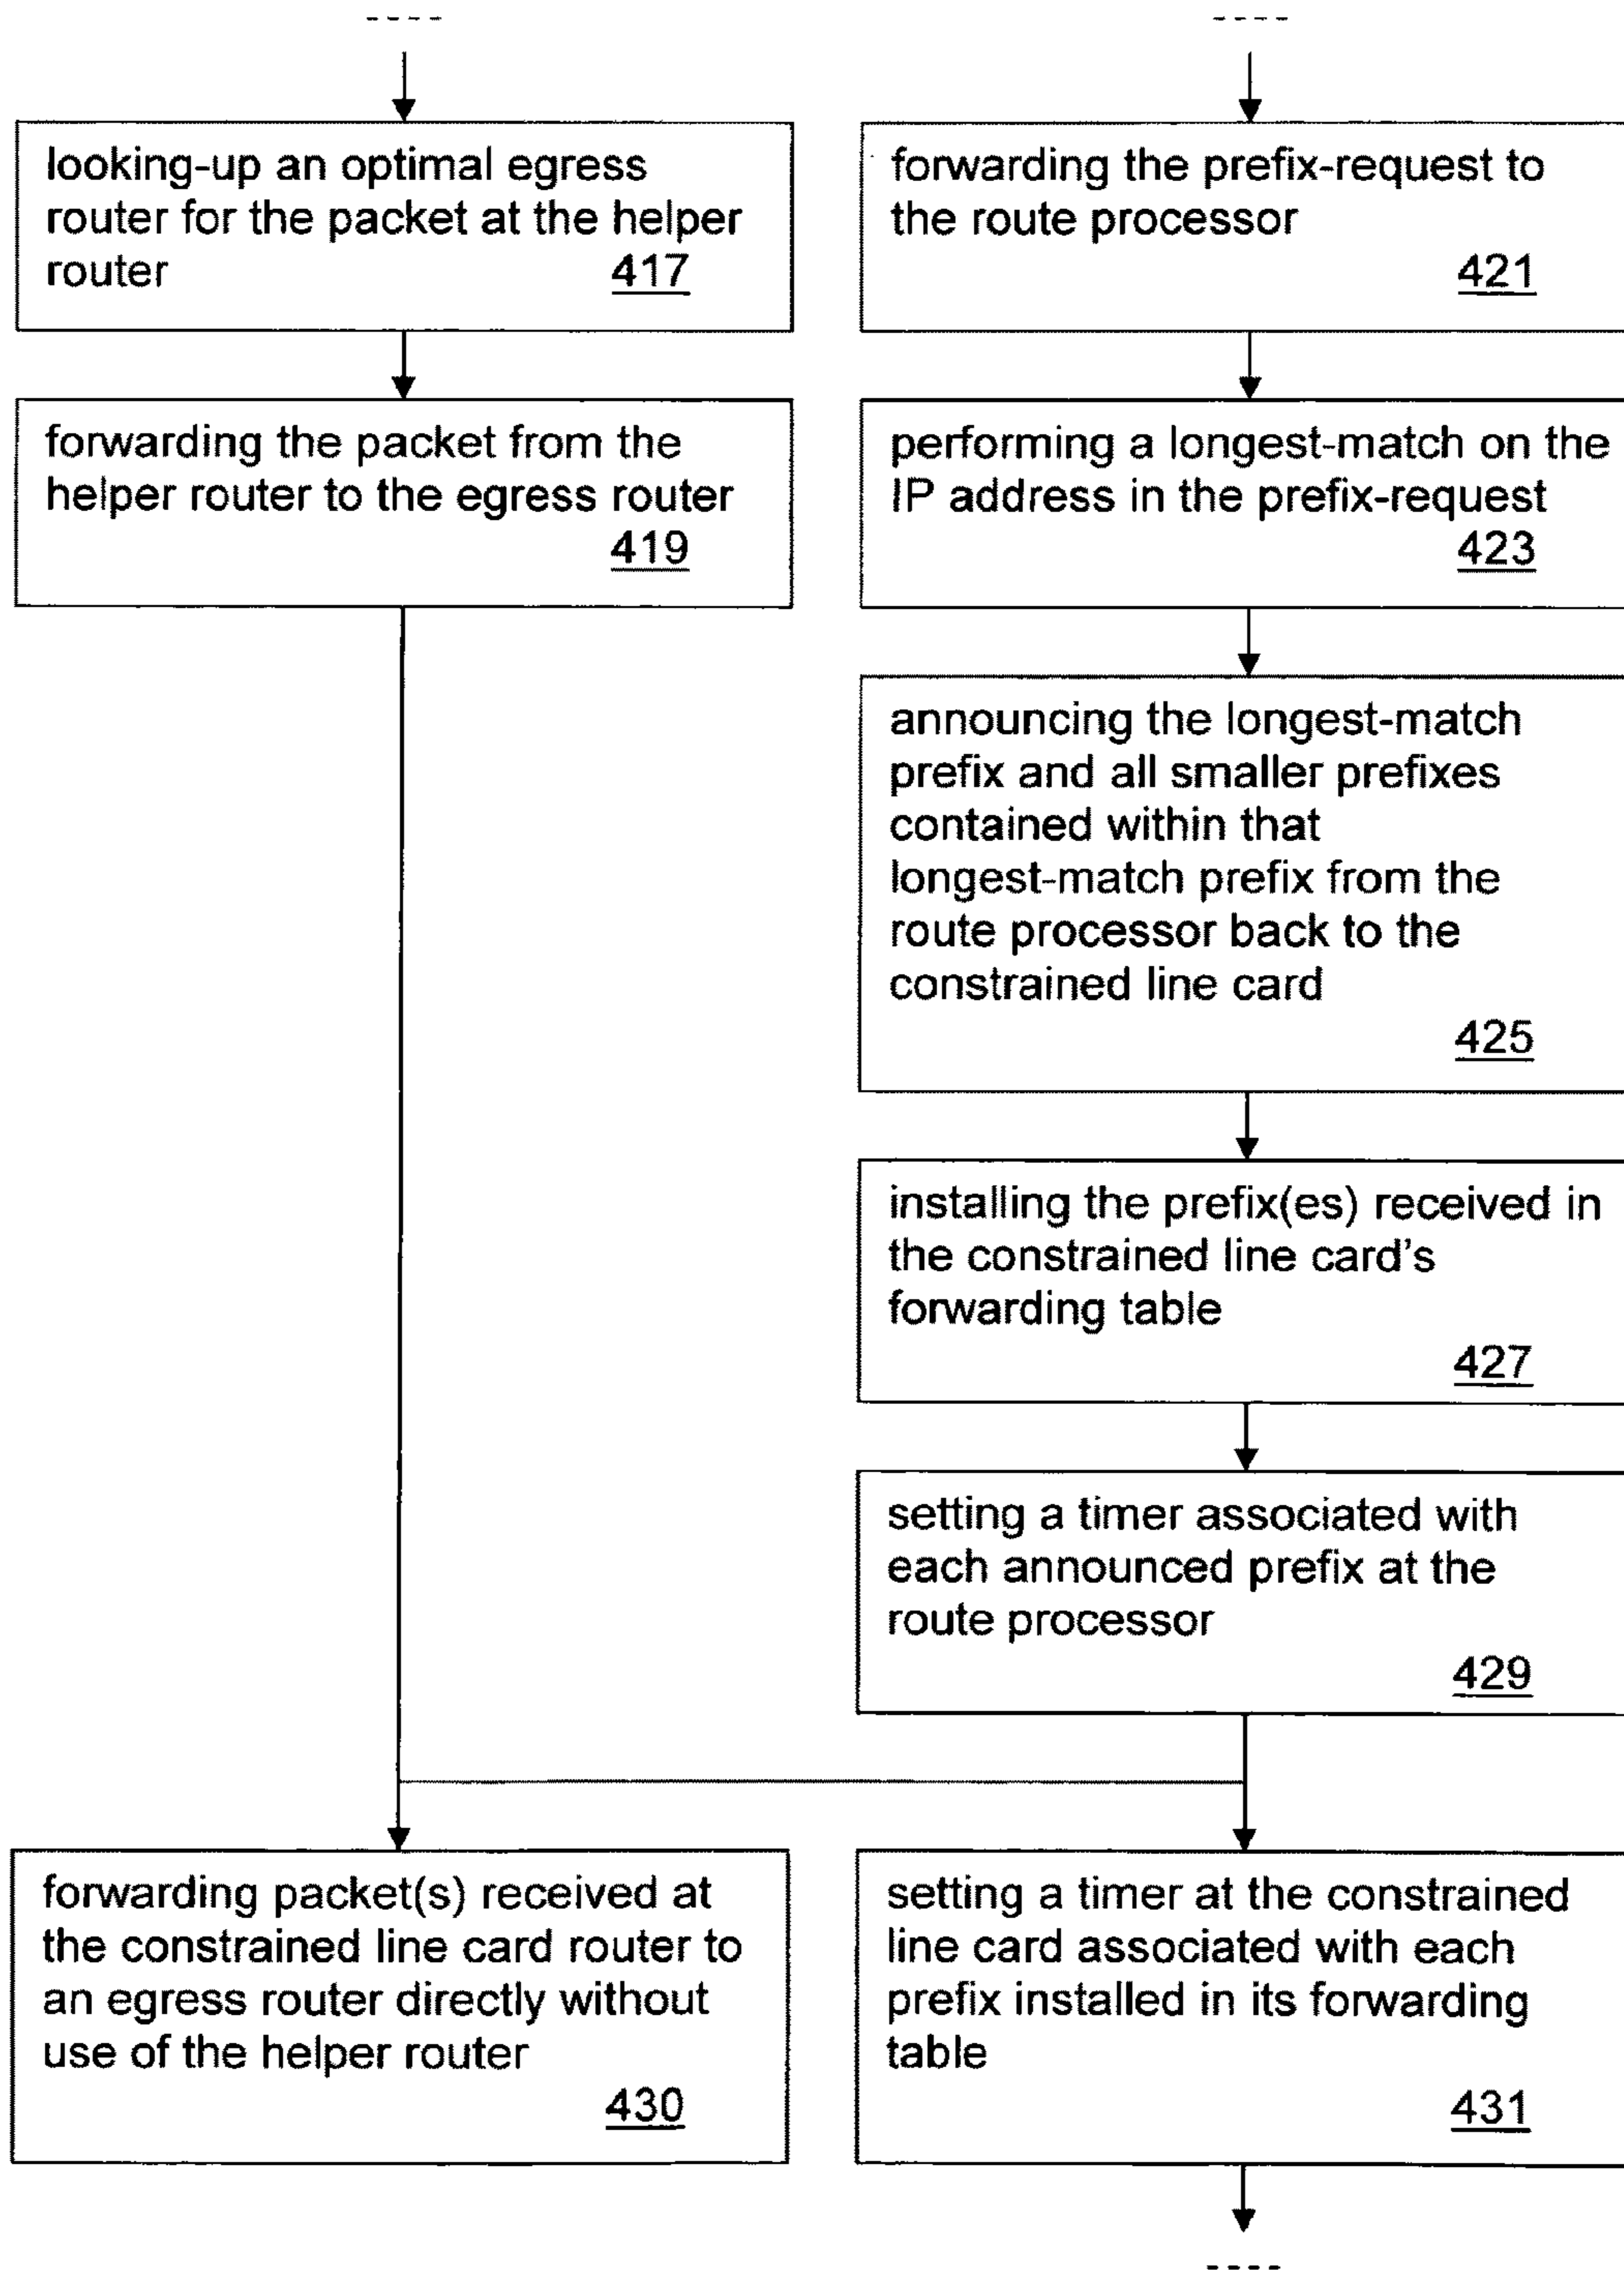 looking-up an optimal egress
router for the packet at the helper
router
417
forwarding the packet from the
helper router to the egress router
419
forwarding the prefix-request to
the route processor
421
performing a longest-match on the
IP address in the prefix-request
423
announcing the longest-match
prefix and all smaller prefixes
contained within that
longest-match prefix from the
route processor back to the
constrained line card
425
installing the prefix(es) received in
the constrained line card's
forwarding table
427
setting a timer associated with
each announced prefix at the
route processor
429
forwarding packet(s) received at
the constrained line card router to
an egress router directly without
use of the helper router
430
setting a timer at the constrained
line card associated with each
prefix installed in its forwarding
table
431